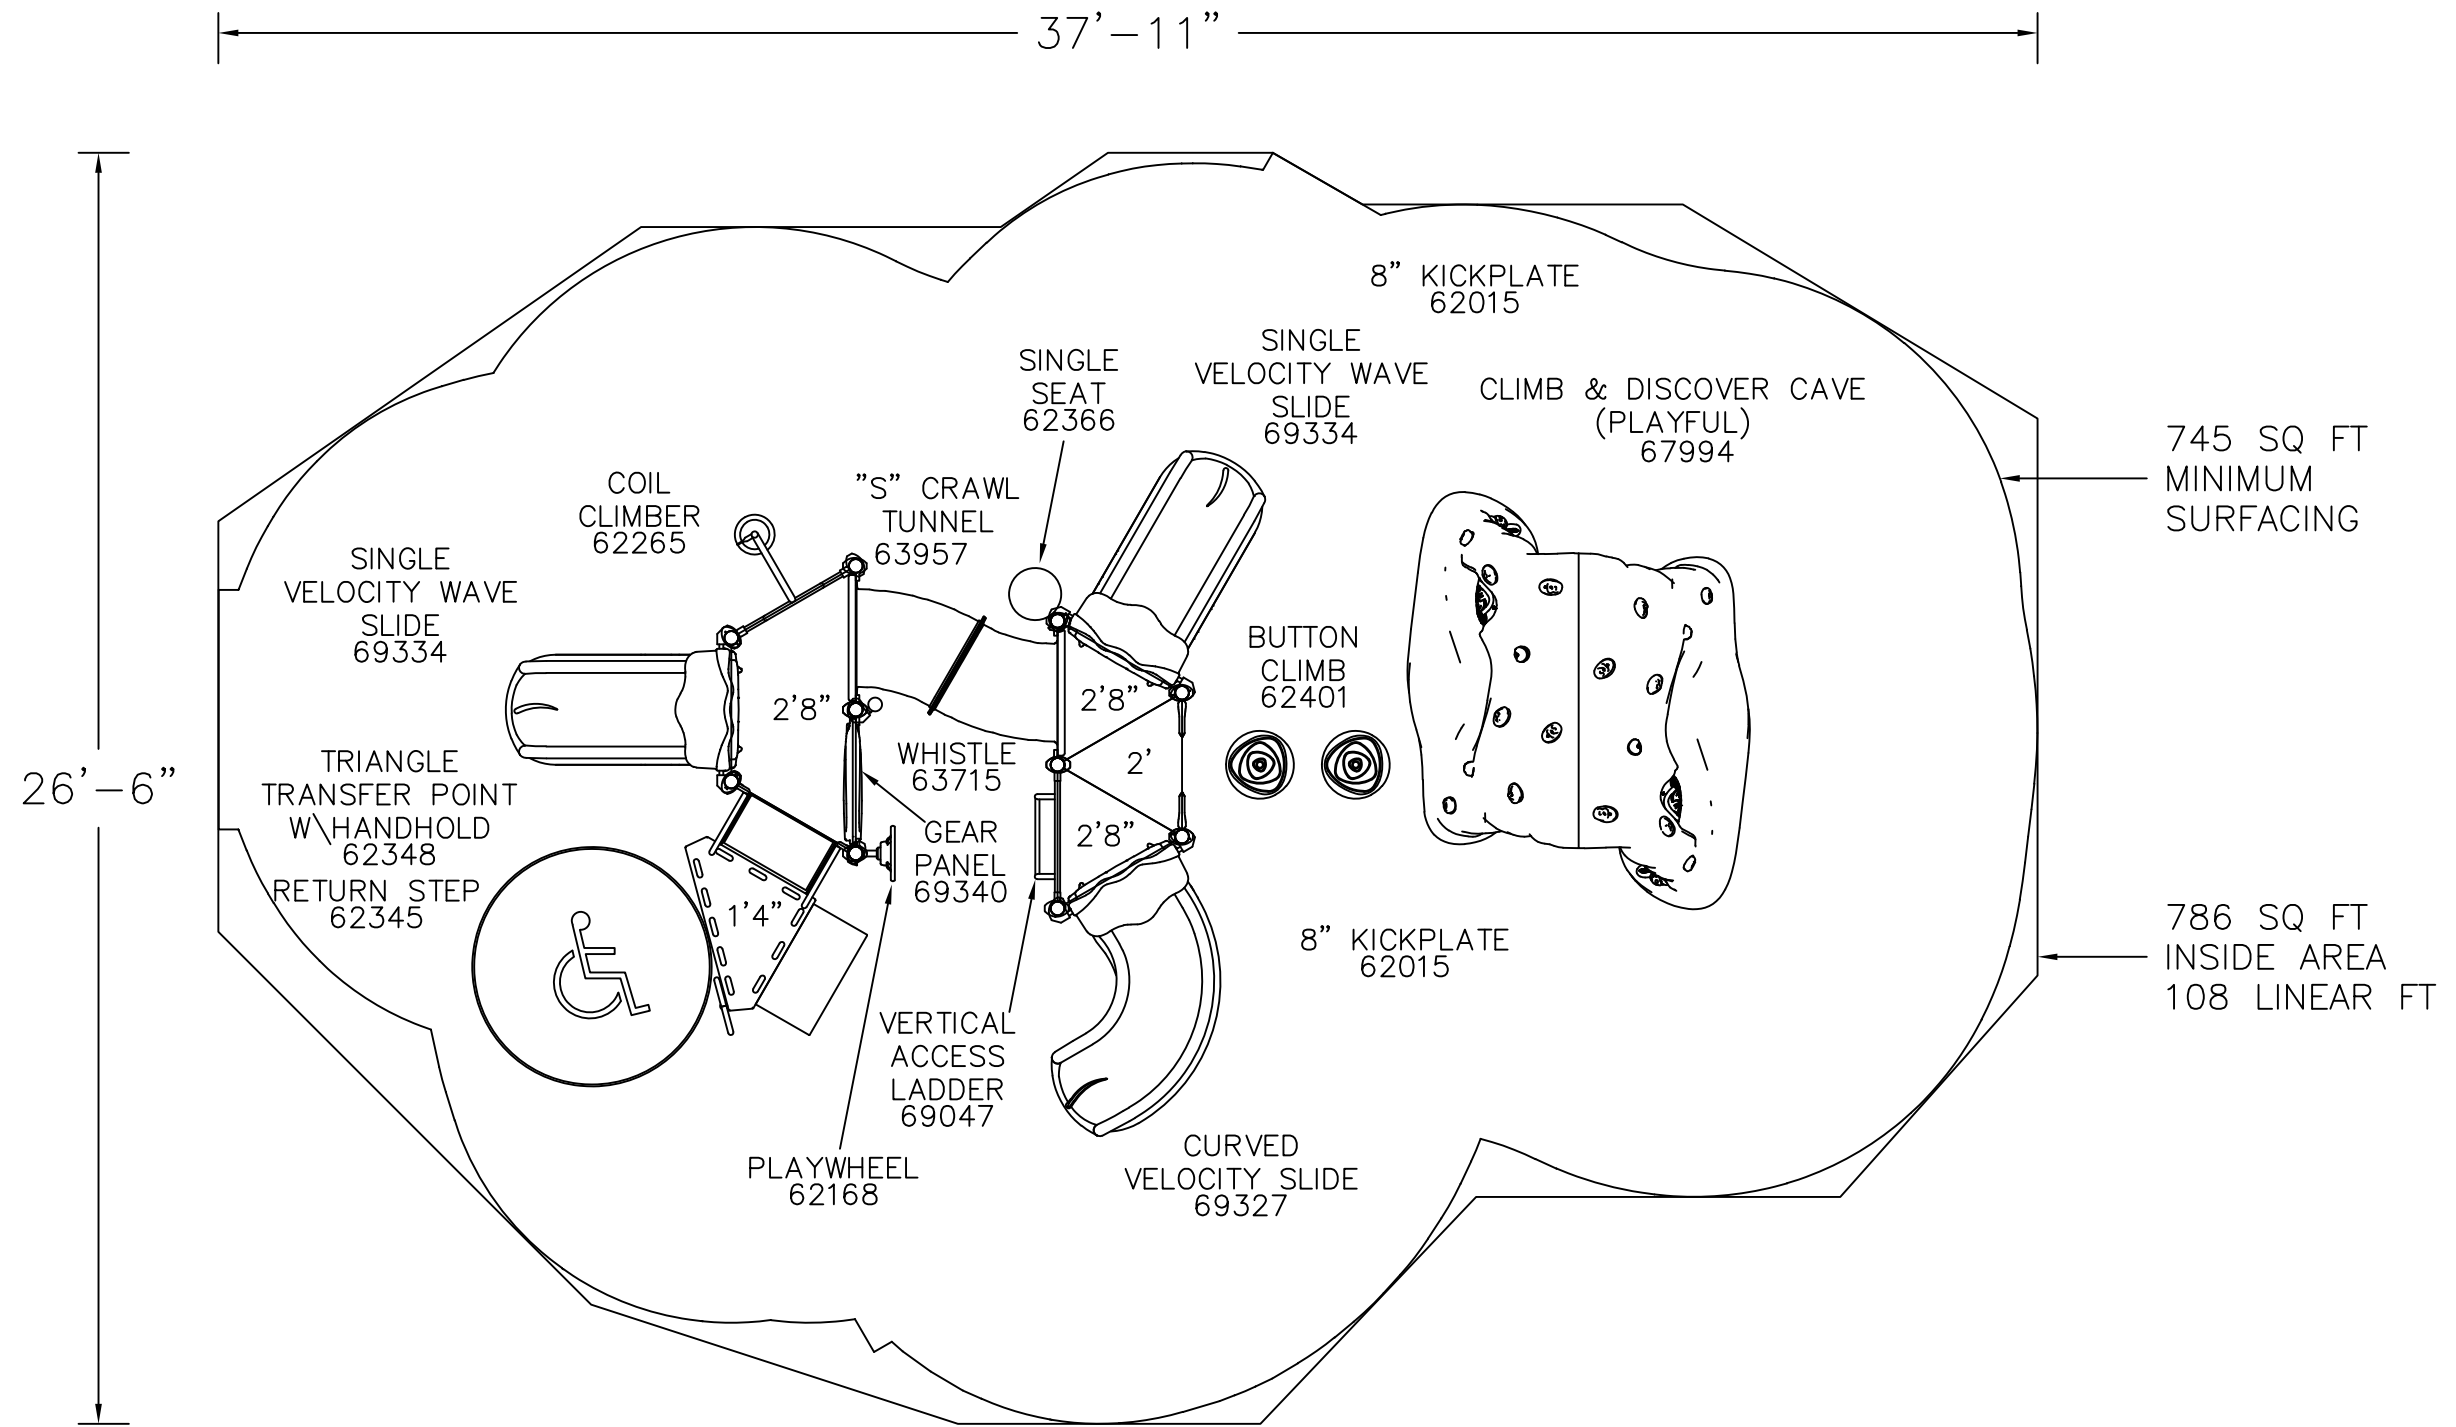 37'-11"
26'-6"
8" KICKPLATE
62015
SINGLE
VELOCITY WAVE
SLIDE
69334
SINGLE
SEAT
62366
CLIMB & DISCOVER CAVE
(PLAYFUL)
67994
745 SQ FT
MINIMUM
SURFACING
COIL
CLIMBER
62265
"S" CRAWL
TUNNEL
63957
SINGLE
VELOCITY WAVE
SLIDE
69334
BUTTON
CLIMB
62401
2'8"
2'8"
2'
2'8"
WHISTLE
63715
TRIANGLE
TRANSFER POINT
W\HANDHOLD
62348
RETURN STEP
62345
GEAR
PANEL
69340
1'4"
8" KICKPLATE
62015
786 SQ FT
INSIDE AREA
108 LINEAR FT
VERTICAL
ACCESS
LADDER
69047
PLAYWHEEL
62168
CURVED
VELOCITY SLIDE
69327